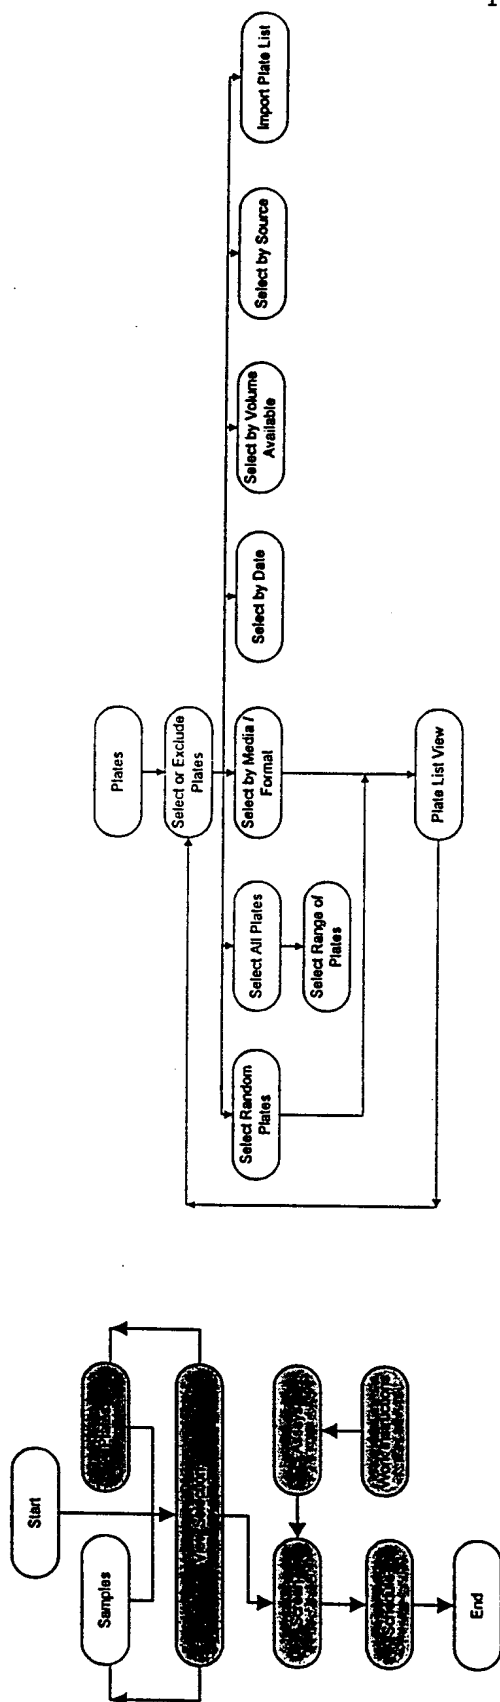 Start
Samples
View Selection
End
Plates
Select or Exclude
Plates
Select Random
Plates
Select All Plates
Select Range of
Plates
Select by Media /
Format
Select by Date
Select by Volume
Available
Select by Source
Import Plate List
Plate List View